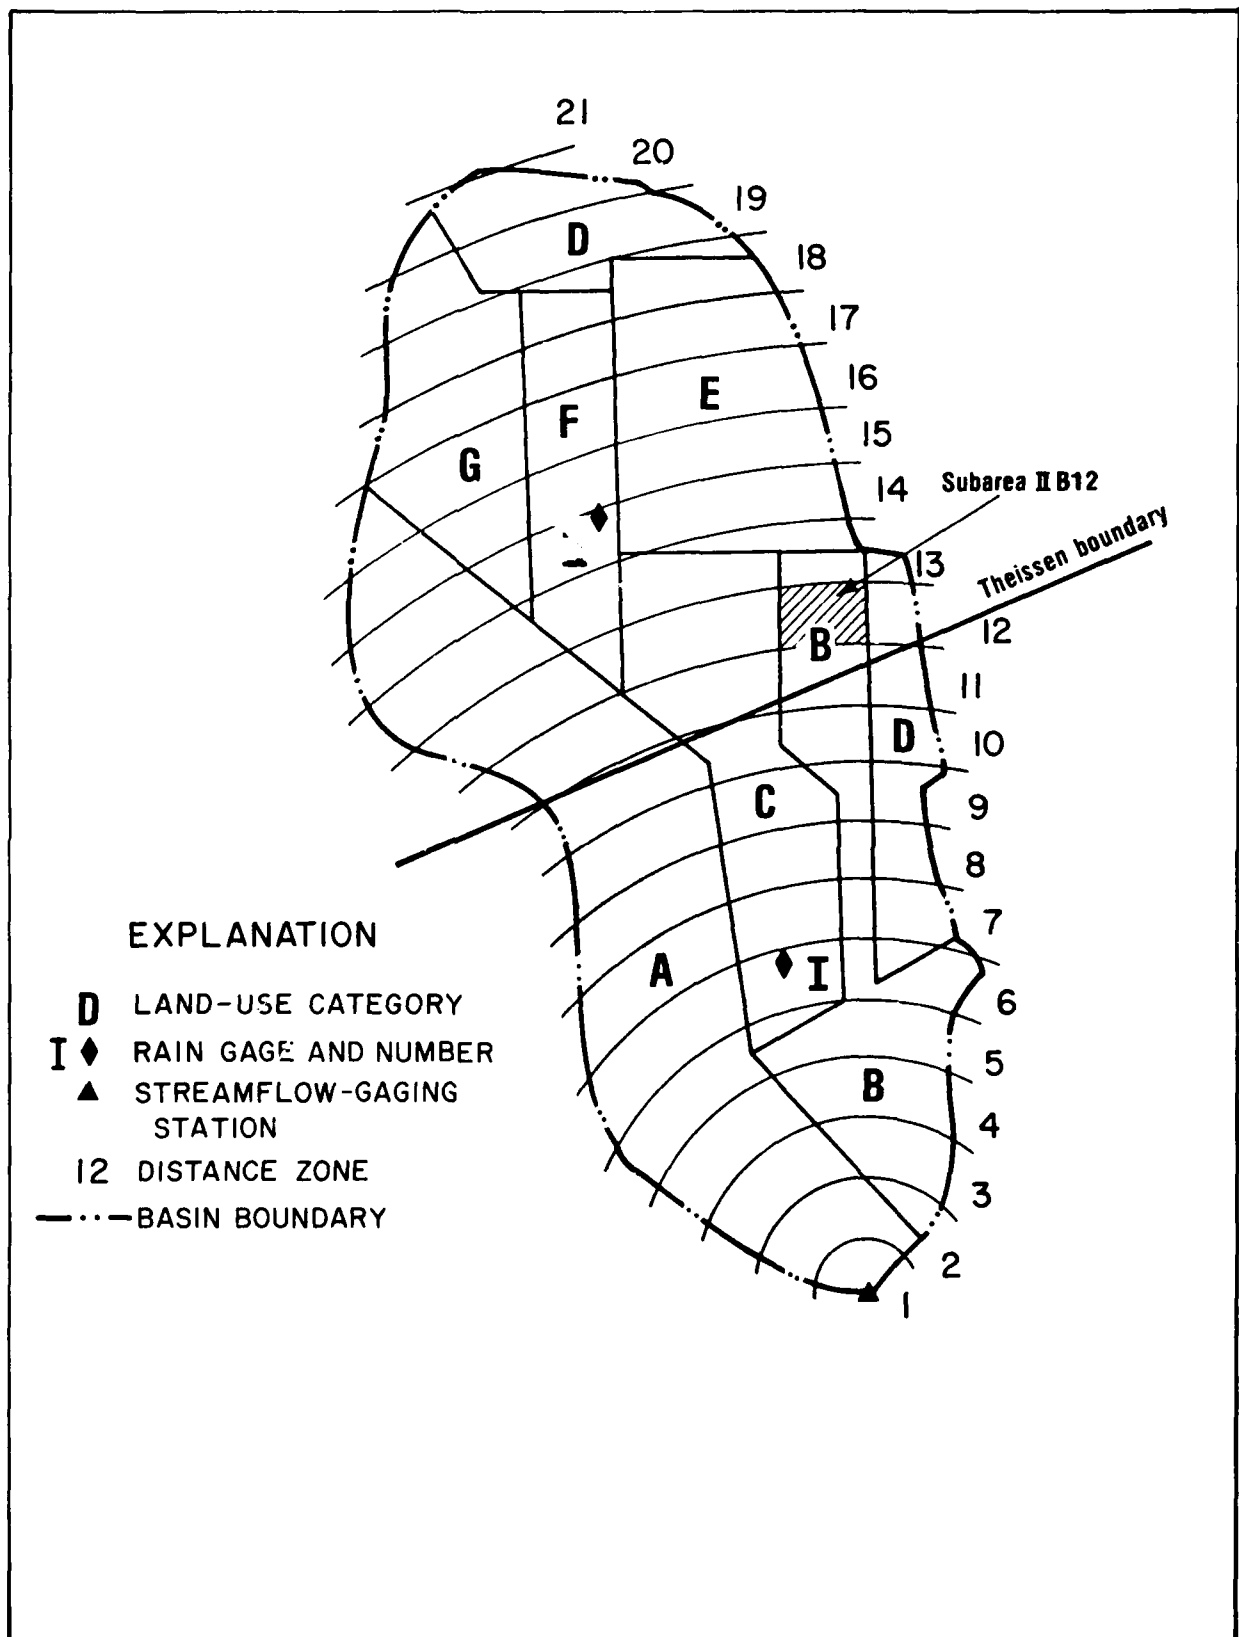 21
20
19
D
18
17
E
16
F
15
G
14
Subarea II B12
Theissen boundary
13
12
B
11
D
10
C
9
8
7
EXPLANATION
A
I
D LAND-USE CATEGORY
6
I RAIN GAGE AND NUMBER
5
B
STREAMFLOW-GAGING
STATION
4
12 DISTANCE ZONE
3
BASIN BOUNDARY
2
1